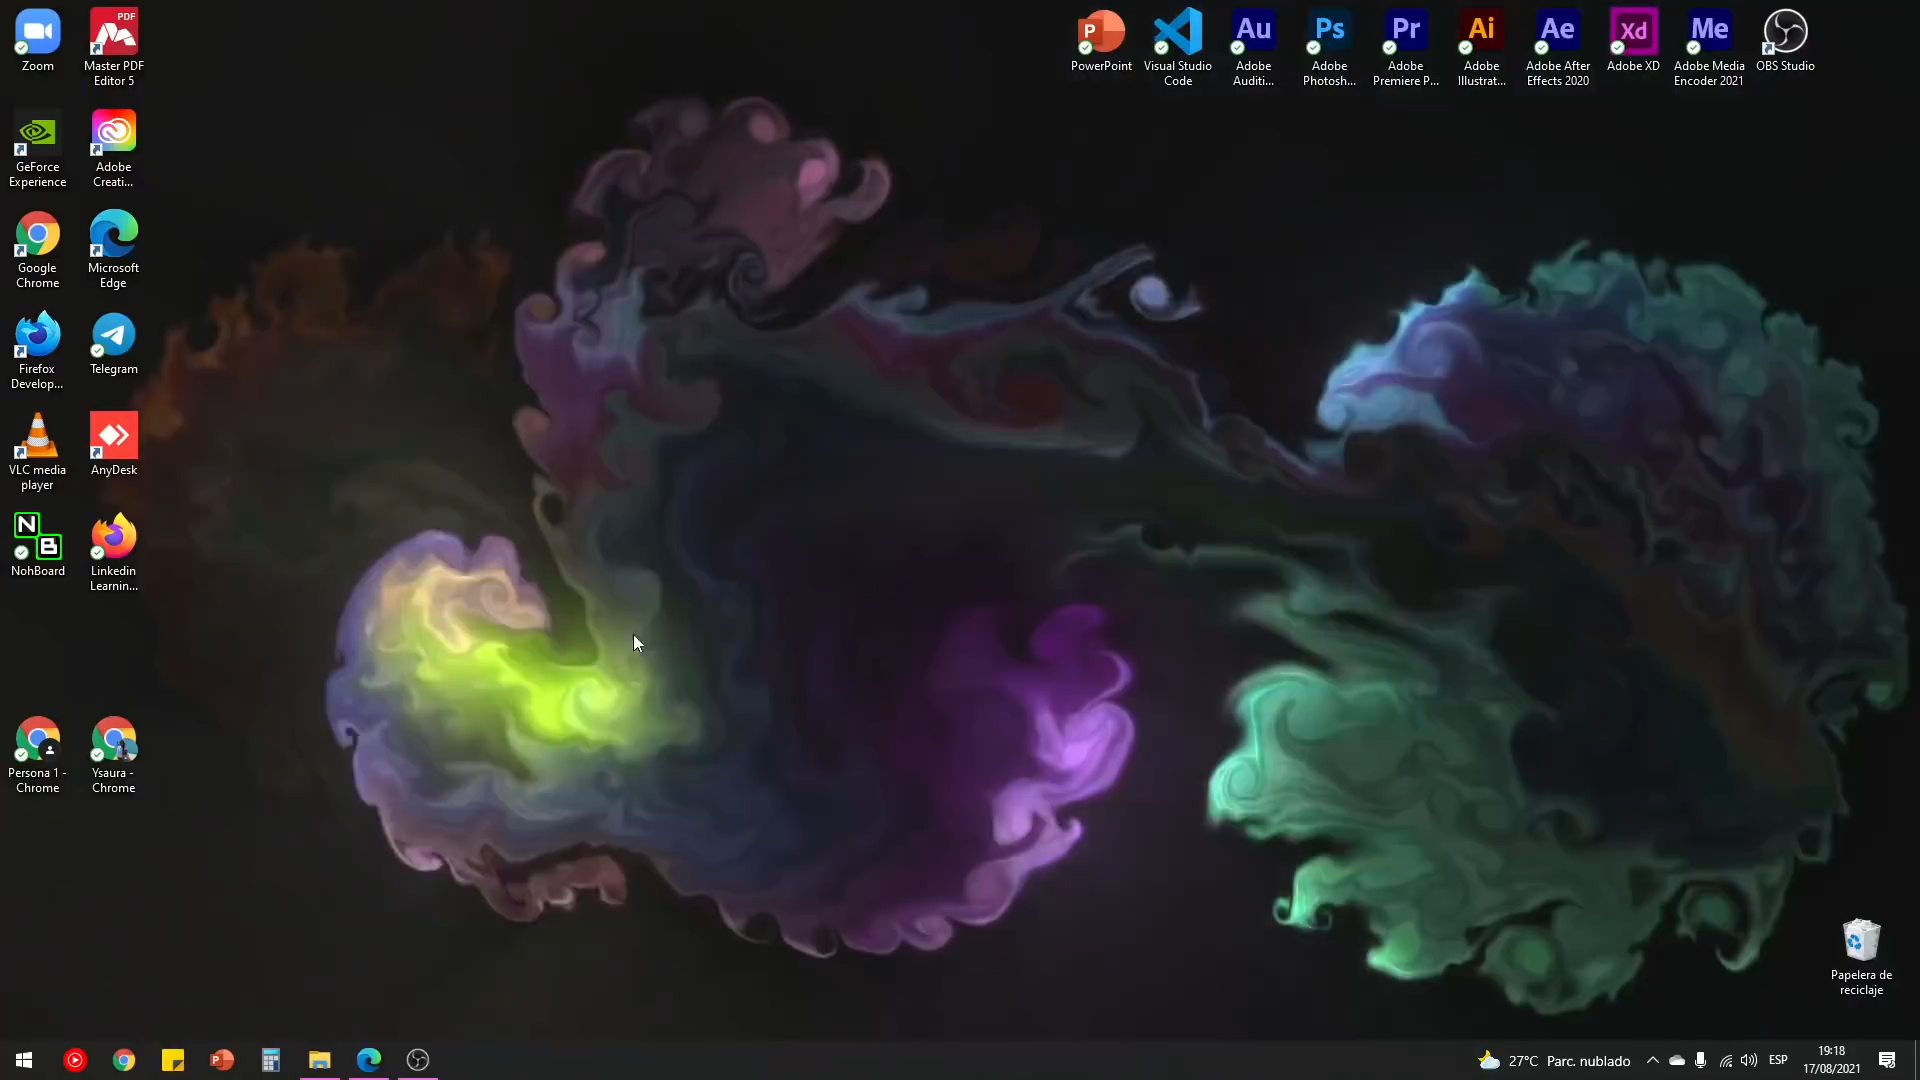 Zoom
PDF
Master PDF
Editor 5
GeForce
Experience
Adobe
Creati...
Google
Chrome
Microsoft
Edge
Firefox
Develop...
Telegram
VLC media
player
AnyDesk
N
B
NohBoard
Linkedin
Learnin...
Persona 1 -
Chrome
Ysaura -
Chrome
P
PowerPoint
Visual Studio
Code
Au
Adobe
Auditi...
Ps
Adobe
Photosh...
Pr
Adobe
Premiere P...
Ai
Adobe
Illustrat...
Ae
Adobe After
Effects 2020
Xd
Adobe XD
Me
Adobe Media
Encoder 2021
OBS Studio
Papelera de
reciclaje
P
27°C Parc. nublado
ESP
19:18
17/08/2021